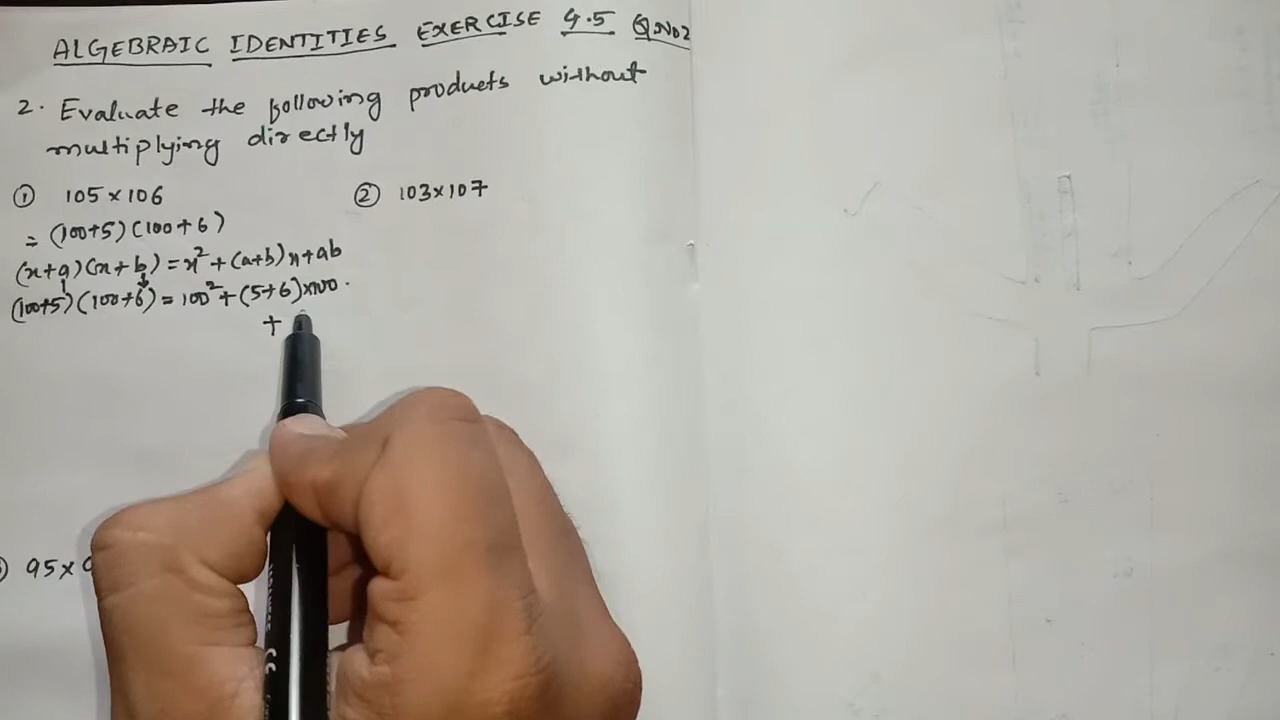 ALGEBRAIC IDENTITIES EXERCISE 4.5 Q.No2
2. Evaluate the following products without
multiplying directly
① 105 × 106
② 103×107
= (100+5) (100+6)
(x+a)(x+b) = x² + (a+b)x+ab
(100+5) (100+6) = 100² + (5+6)×100
+
95×